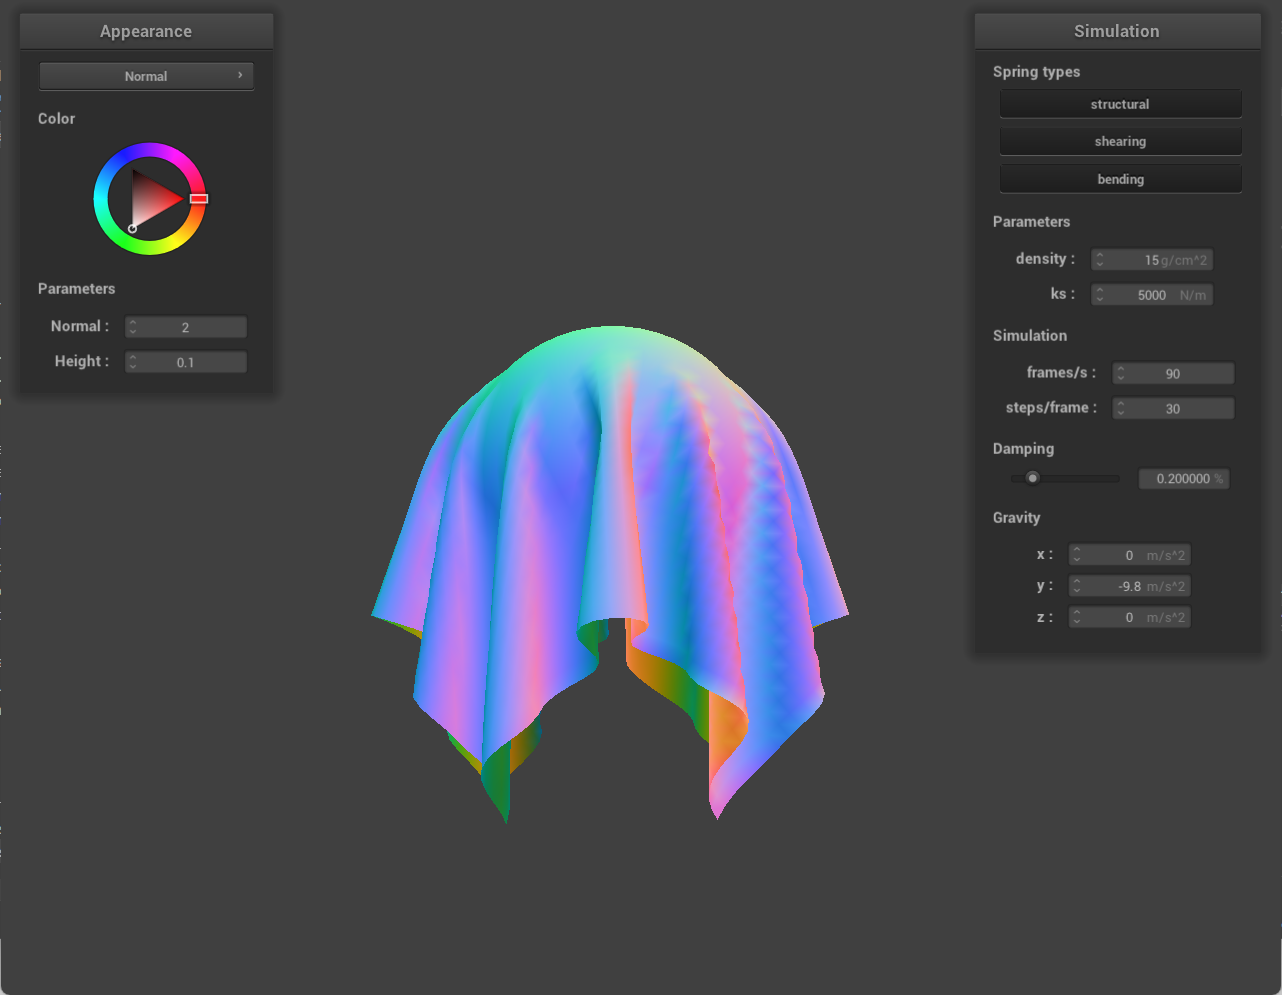 Appearance
Normal
Color
Parameters
Normal : 2
Height : 0.1
Simulation
Spring types
structural
shearing
bending
Parameters
density : 15 g/cm^2
ks : 5000 N/m
Simulation
frames/s : 90
steps/frame : 30
Damping
0.200000 %
Gravity
x : 0 m/s^2
y : -9.8 m/s^2
z : 0 m/s^2